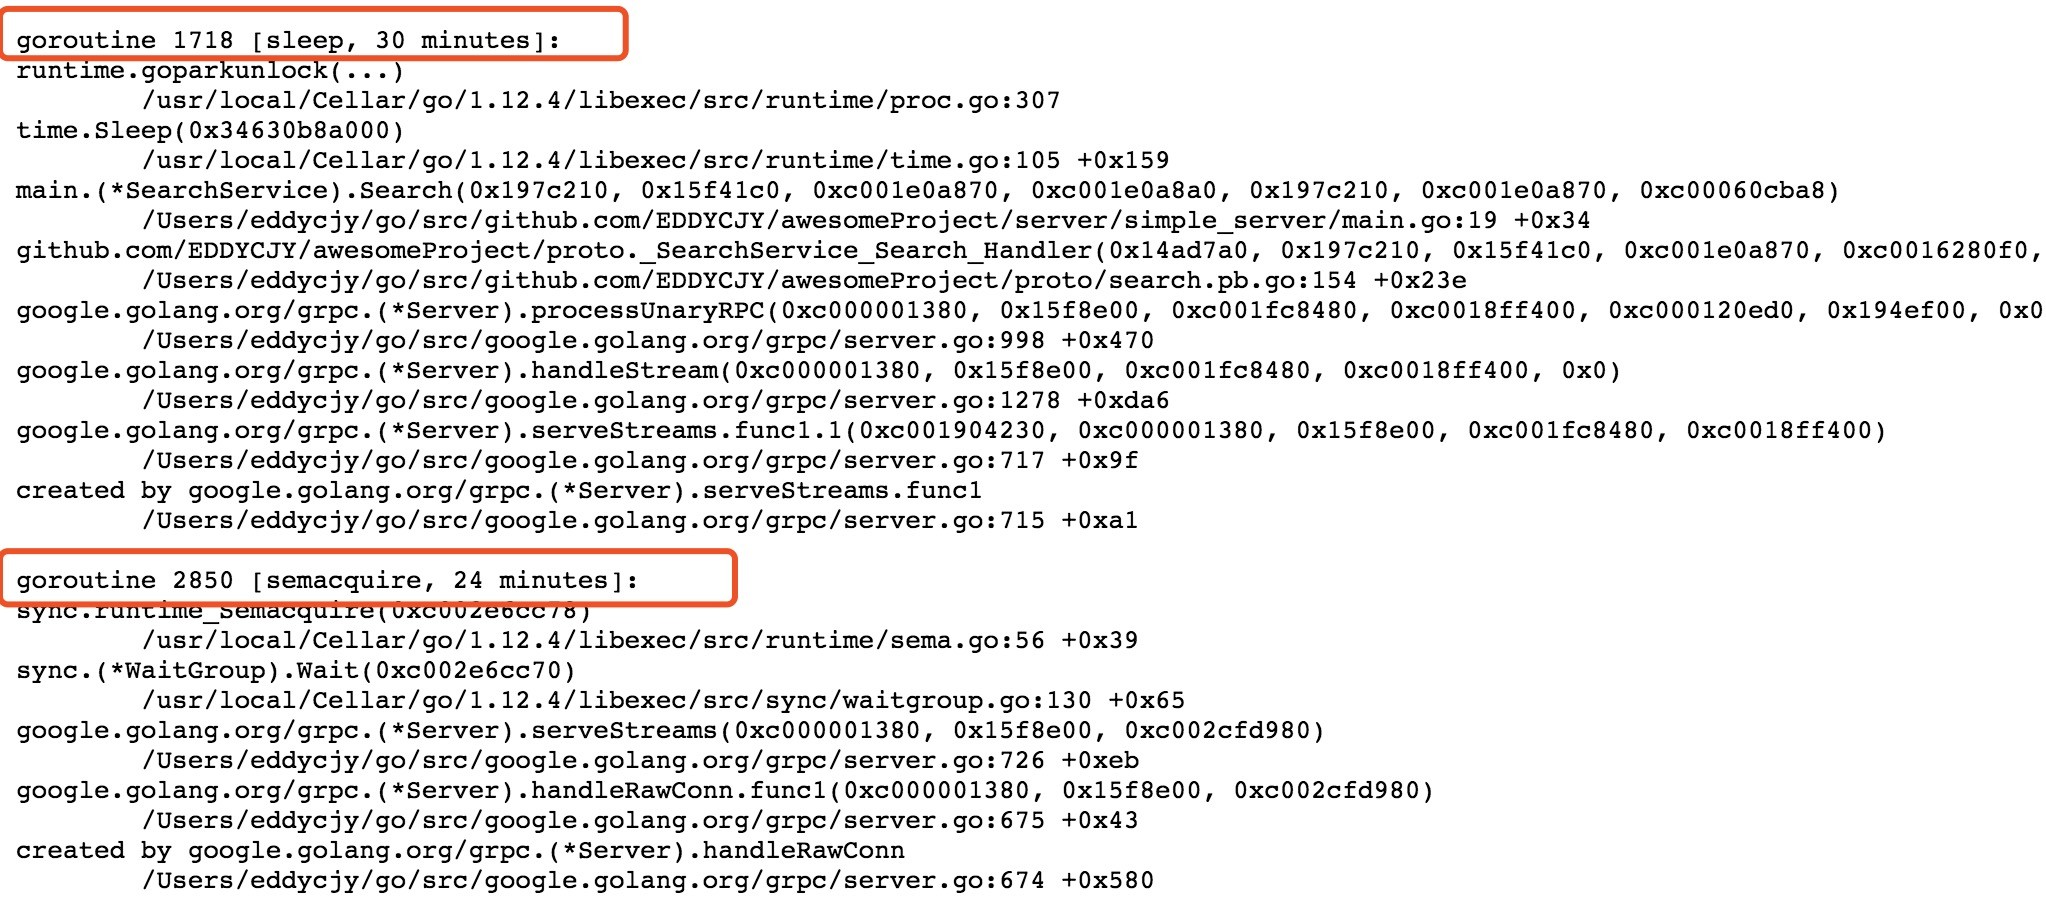 goroutine 1718 [sleep, 30 minutes]:
runtime.goparkunlock(...)
/usr/local/Cellar/go/1.12.4/libexec/src/runtime/proc.go:307
time.Sleep(0x34630b8a000)
/usr/local/Cellar/go/1.12.4/libexec/src/runtime/time.go:105 +0x159
main.(*SearchService).Search(0x197c210, 0x15f41c0, 0xc001e0a870, 0xc001e0a8a0, 0x197c210, 0xc001e0a870, 0xc00060cba8)
/Users/eddycjy/go/src/github.com/EDDYCJY/awesomeProject/server/simple_server/main.go:19 +0x34
github.com/EDDYCJY/awesomeProject/proto._SearchService_Search_Handler(0x14ad7a0, 0x197c210, 0x15f41c0, 0xc001e0a870, 0xc0016280f0,
/Users/eddycjy/go/src/github.com/EDDYCJY/awesomeProject/proto/search.pb.go:154 +0x23e
google.golang.org/grpc.(*Server).processUnaryRPC(0xc000001380, 0x15f8e00, 0xc001fc8480, 0xc0018ff400, 0xc000120ed0, 0x194ef00, 0x0
/Users/eddycjy/go/src/google.golang.org/grpc/server.go:998 +0x470
google.golang.org/grpc.(*Server).handleStream(0xc000001380, 0x15f8e00, 0xc001fc8480, 0xc0018ff400, 0x0)
/Users/eddycjy/go/src/google.golang.org/grpc/server.go:1278 +0xda6
google.golang.org/grpc.(*Server).serveStreams.func1.1(0xc001904230, 0xc000001380, 0x15f8e00, 0xc001fc8480, 0xc0018ff400)
/Users/eddycjy/go/src/google.golang.org/grpc/server.go:717 +0x9f
created by google.golang.org/grpc.(*Server).serveStreams.func1
/Users/eddycjy/go/src/google.golang.org/grpc/server.go:715 +0xa1
goroutine 2850 [semacquire, 24 minutes]:
sync.runtime_Semacquire(0xc002e6cc78)
/usr/local/Cellar/go/1.12.4/libexec/src/runtime/sema.go:56 +0x39
sync.(*WaitGroup).Wait(0xc002e6cc70)
/usr/local/Cellar/go/1.12.4/libexec/src/sync/waitgroup.go:130 +0x65
google.golang.org/grpc.(*Server).serveStreams(0xc000001380, 0x15f8e00, 0xc002cfd980)
/Users/eddycjy/go/src/google.golang.org/grpc/server.go:726 +0xeb
google.golang.org/grpc.(*Server).handleRawConn.func1(0xc000001380, 0x15f8e00, 0xc002cfd980)
/Users/eddycjy/go/src/google.golang.org/grpc/server.go:675 +0x43
created by google.golang.org/grpc.(*Server).handleRawConn
/Users/eddycjy/go/src/google.golang.org/grpc/server.go:674 +0x580